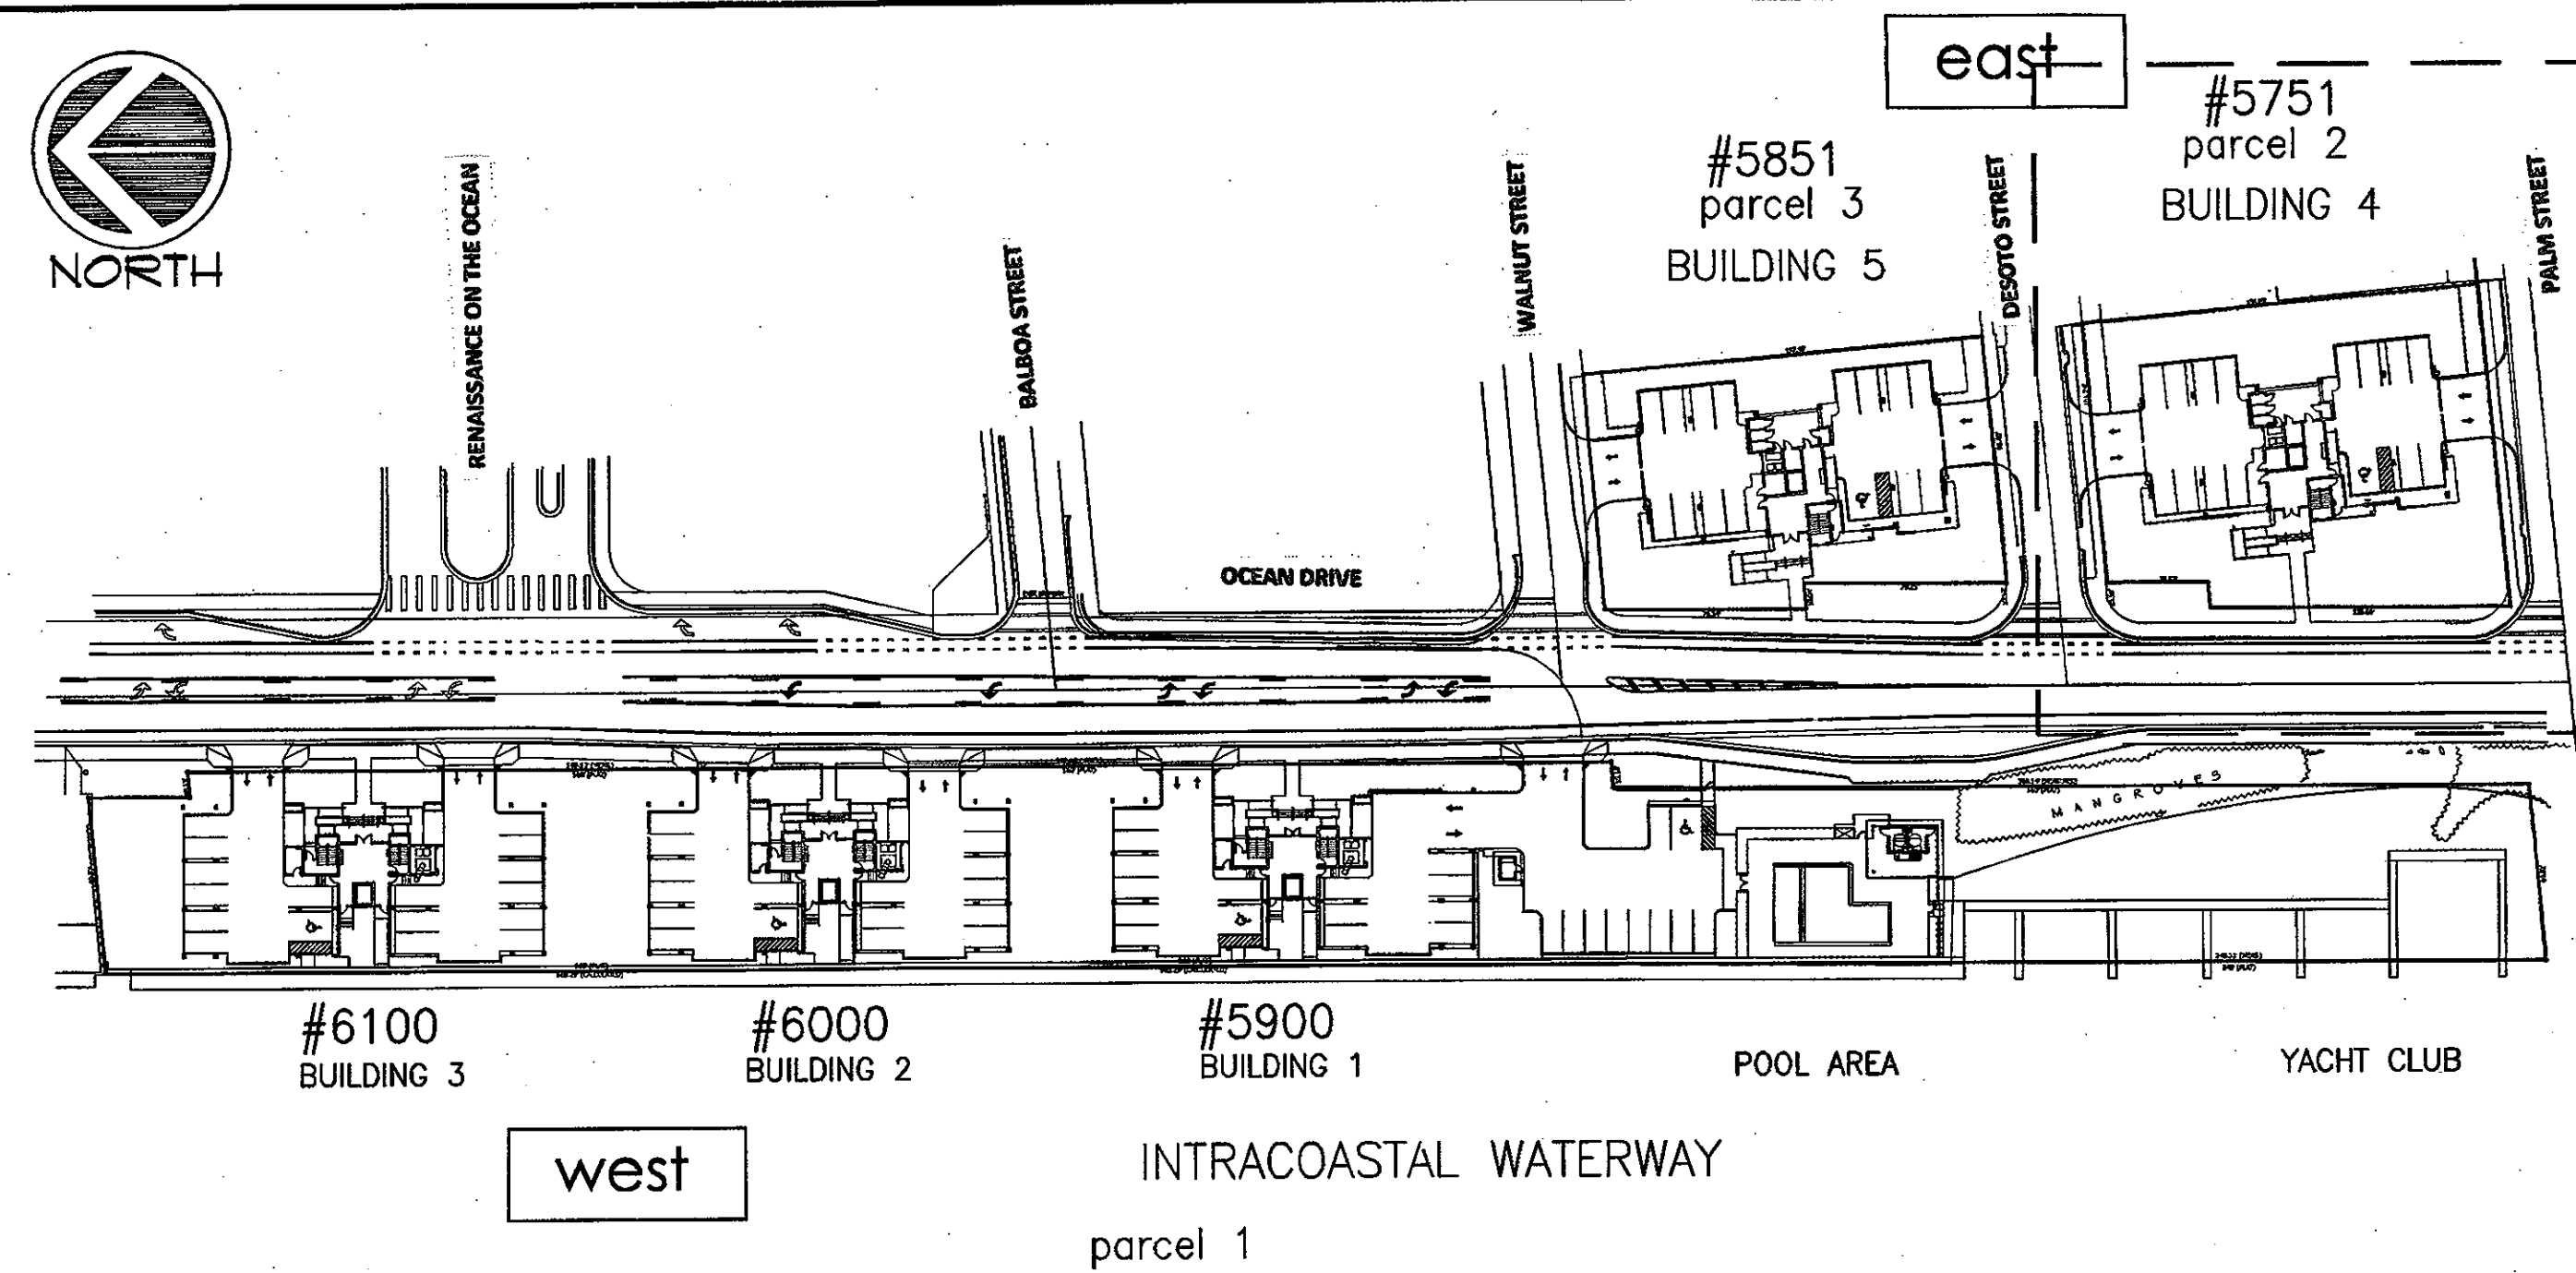 east
#5751
parcel 2
BUILDING 4
#5851
parcel 3
BUILDING 5
NORTH
RENAISSANCE ON THE OCEAN
BALBOA STREET
WALNUT STREET
DESOTO STREET
PALM STREET
OCEAN DRIVE
MANGROVES
#6100
BUILDING 3
#6000
BUILDING 2
#5900
BUILDING 1
POOL AREA
YACHT CLUB
west
INTRACOASTAL WATERWAY
parcel 1